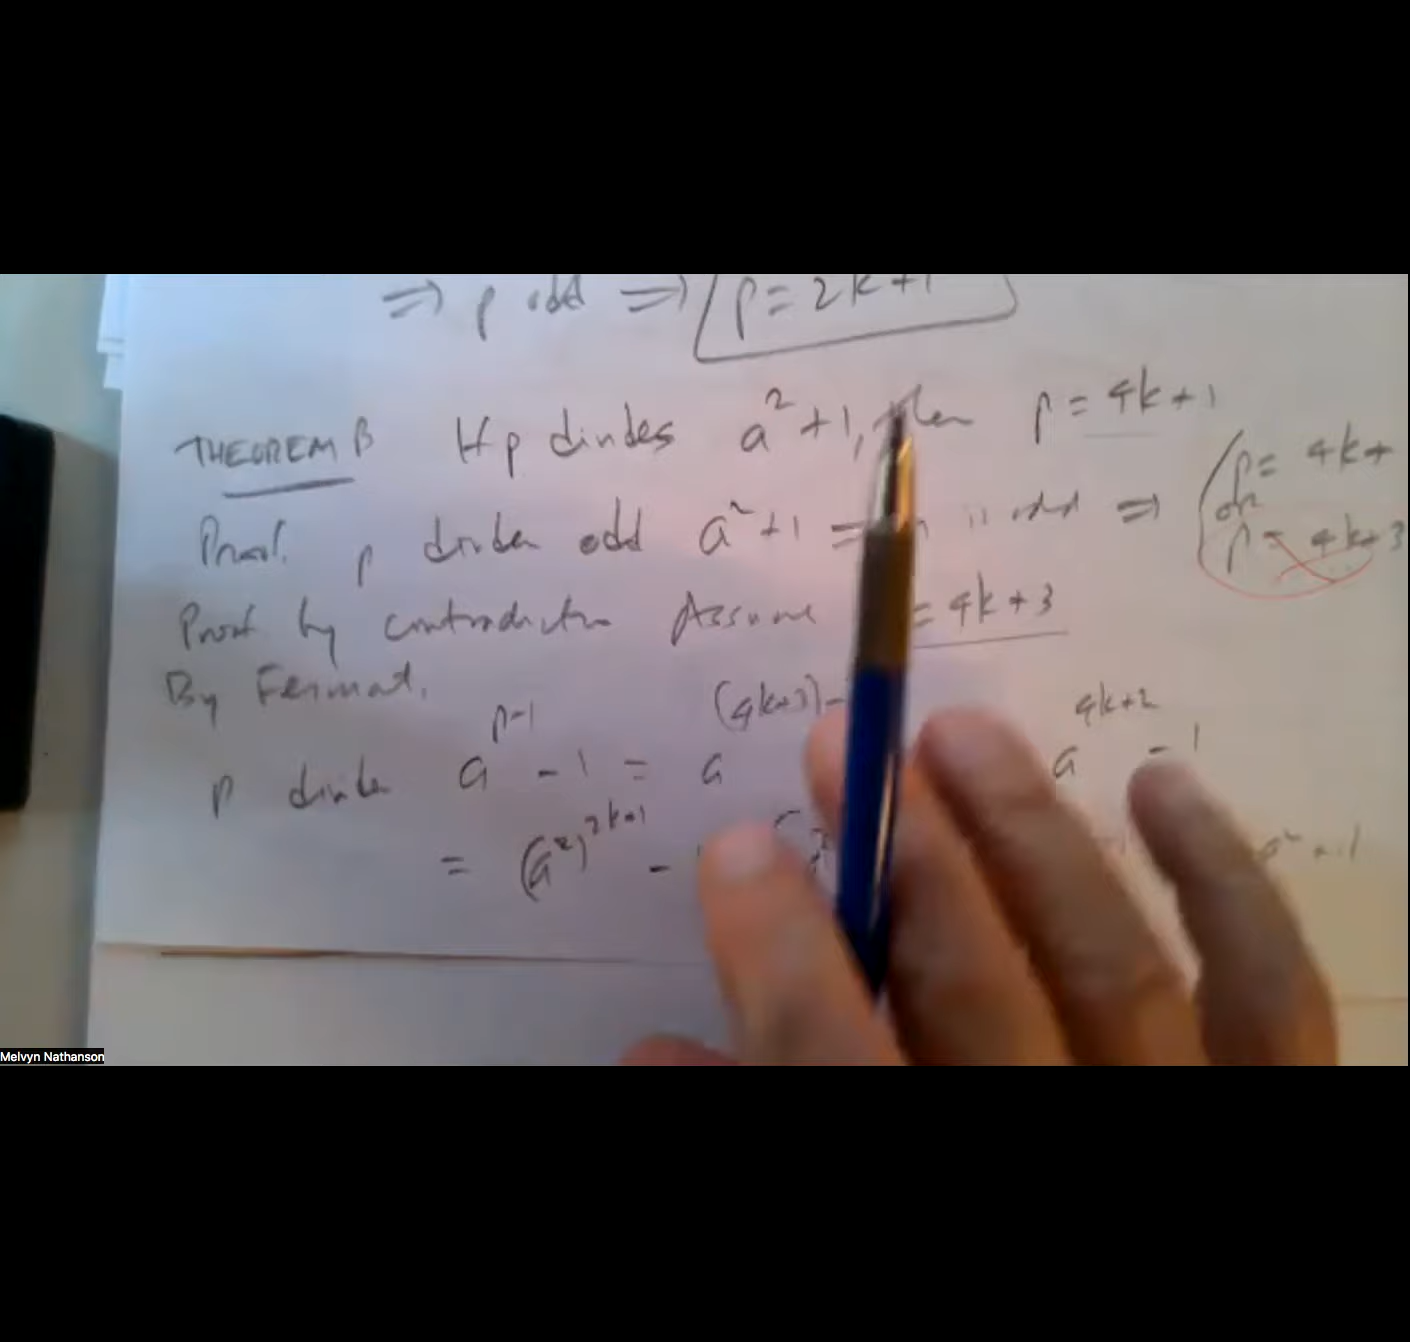 ⇒ p odd ⇒ p = 2k+1
THEOREM B If p divides a²+1, then p = 4k+1
Proof. p divides odd a²+1 ⇒ is odd ⇒ p = 4k+ or p = 4k+3
Proof by contradiction Assume = 4k+3
By Fermat,
p divides a^(p-1) - 1 = a^((4k+3)- a^(4k+2) - 1
= (a²)^(2k+1) -
Melvyn Nathanson